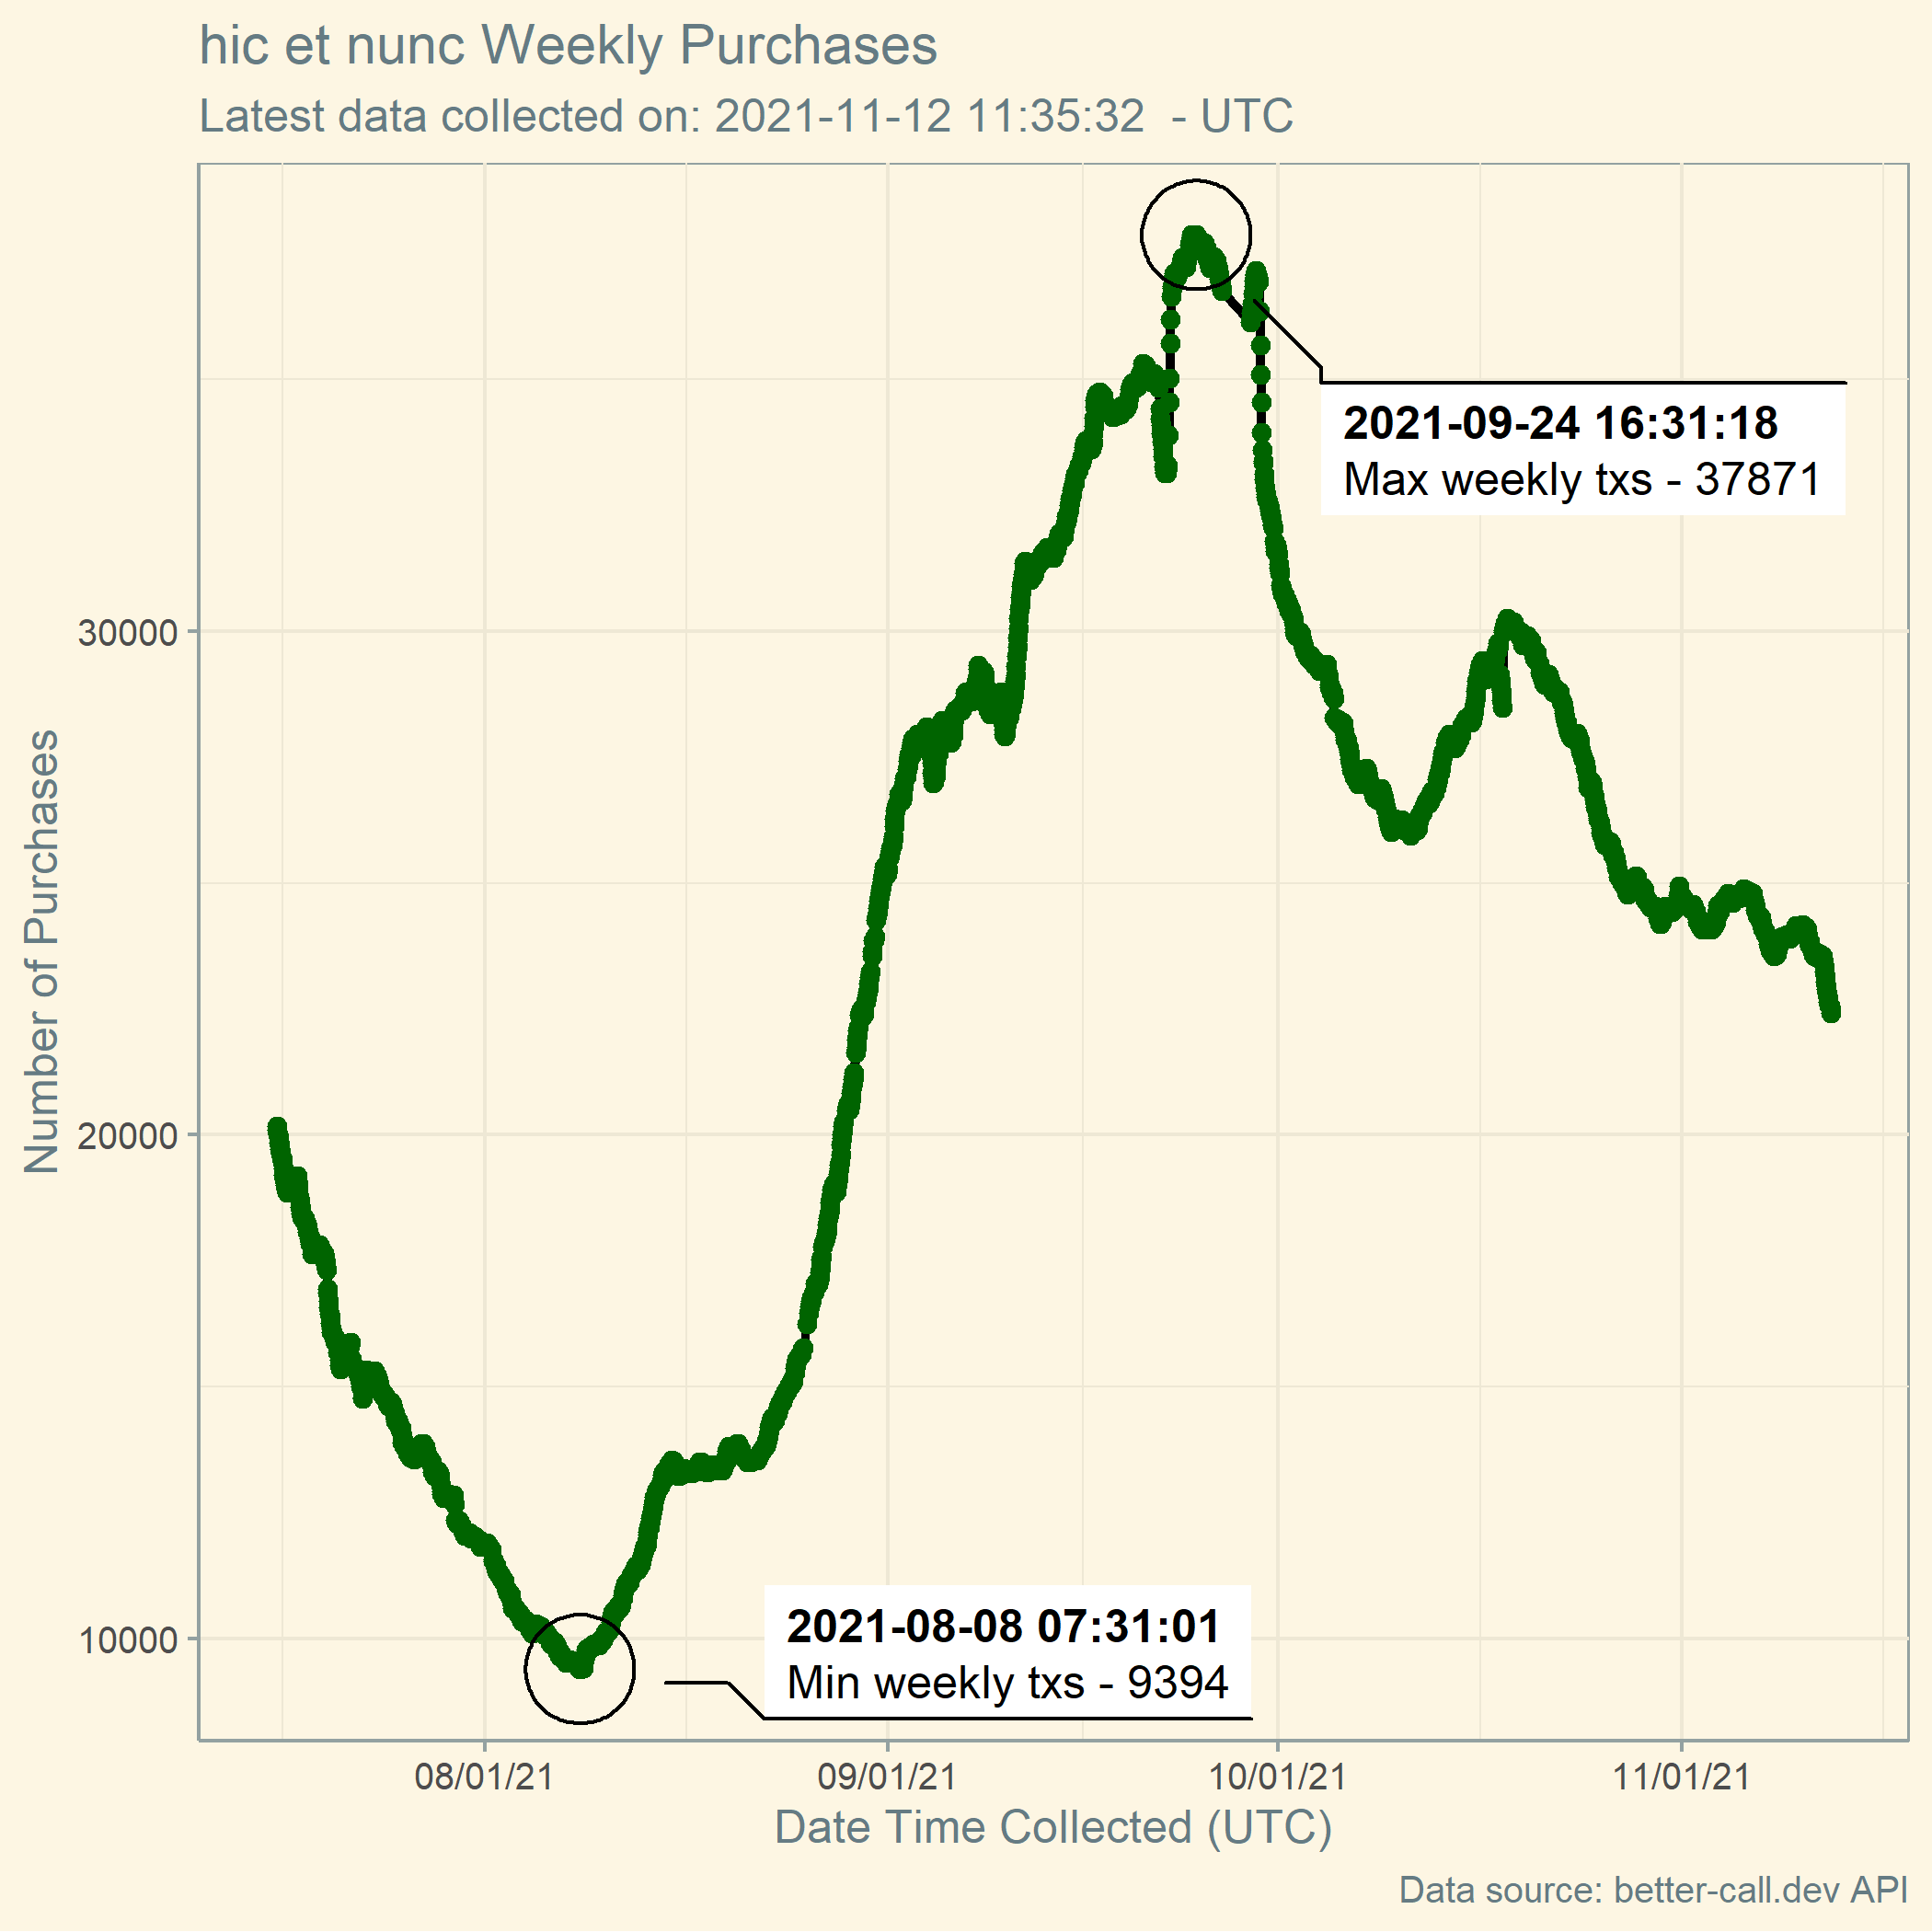 hic et nunc Weekly Purchases
Latest data collected on: 2021-11-12 11:35:32 - UTC
2021-09-24 16:31:18
Max weekly txs - 37871
30000
20000
10000
Number of Purchases
2021-08-08 07:31:01
Min weekly txs - 9394
08/01/21
09/01/21
10/01/21
11/01/21
Date Time Collected (UTC)
Data source: better-call.dev API